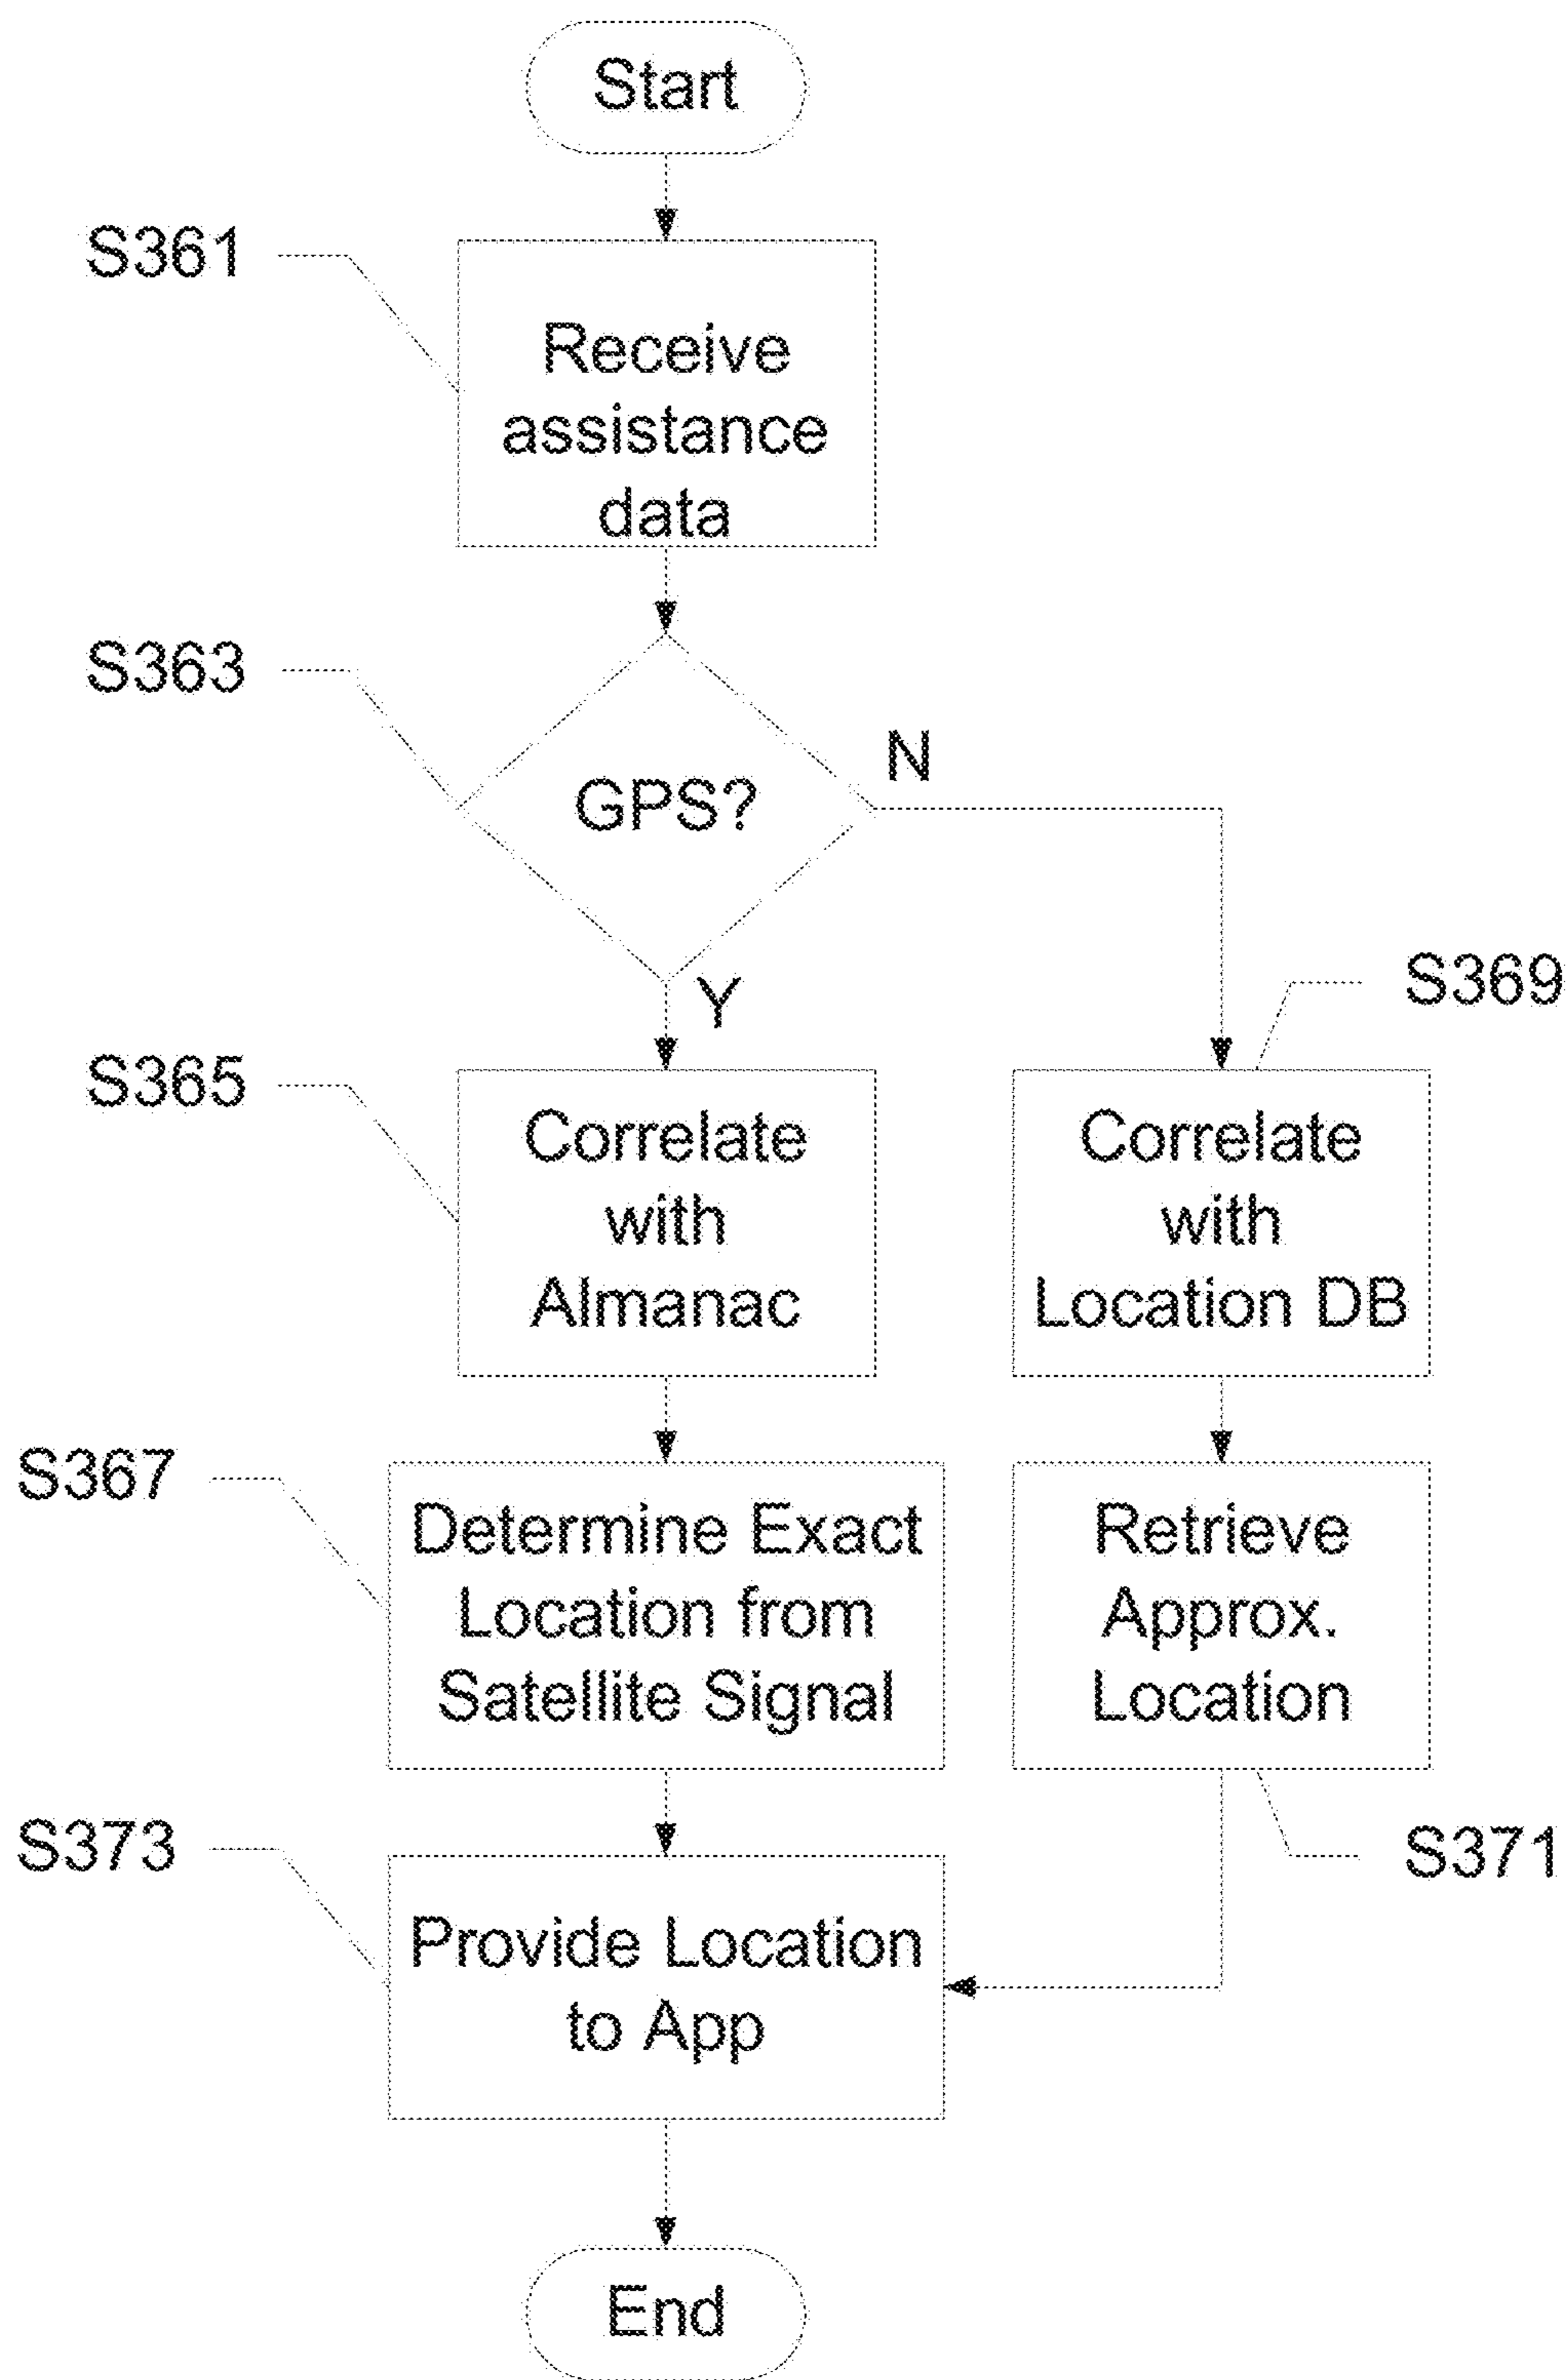 Start
S361
Receive
assistance
data
S363
GPS?
N
Y
S369
S365
Correlate
with
Almanac
Correlate
with
Location DB
S367
Determine Exact
Location from
Satellite Signal
Retrieve
Approx.
Location
S373
S371
Provide Location
to App
End